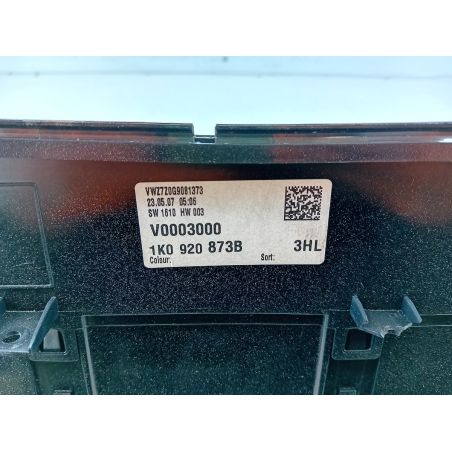 VWZ7Z0G9081373
23.05.07 05:06
SW 1610 HW 003
V0003000
1K0 920 873B 3HL
Colour: Sort: